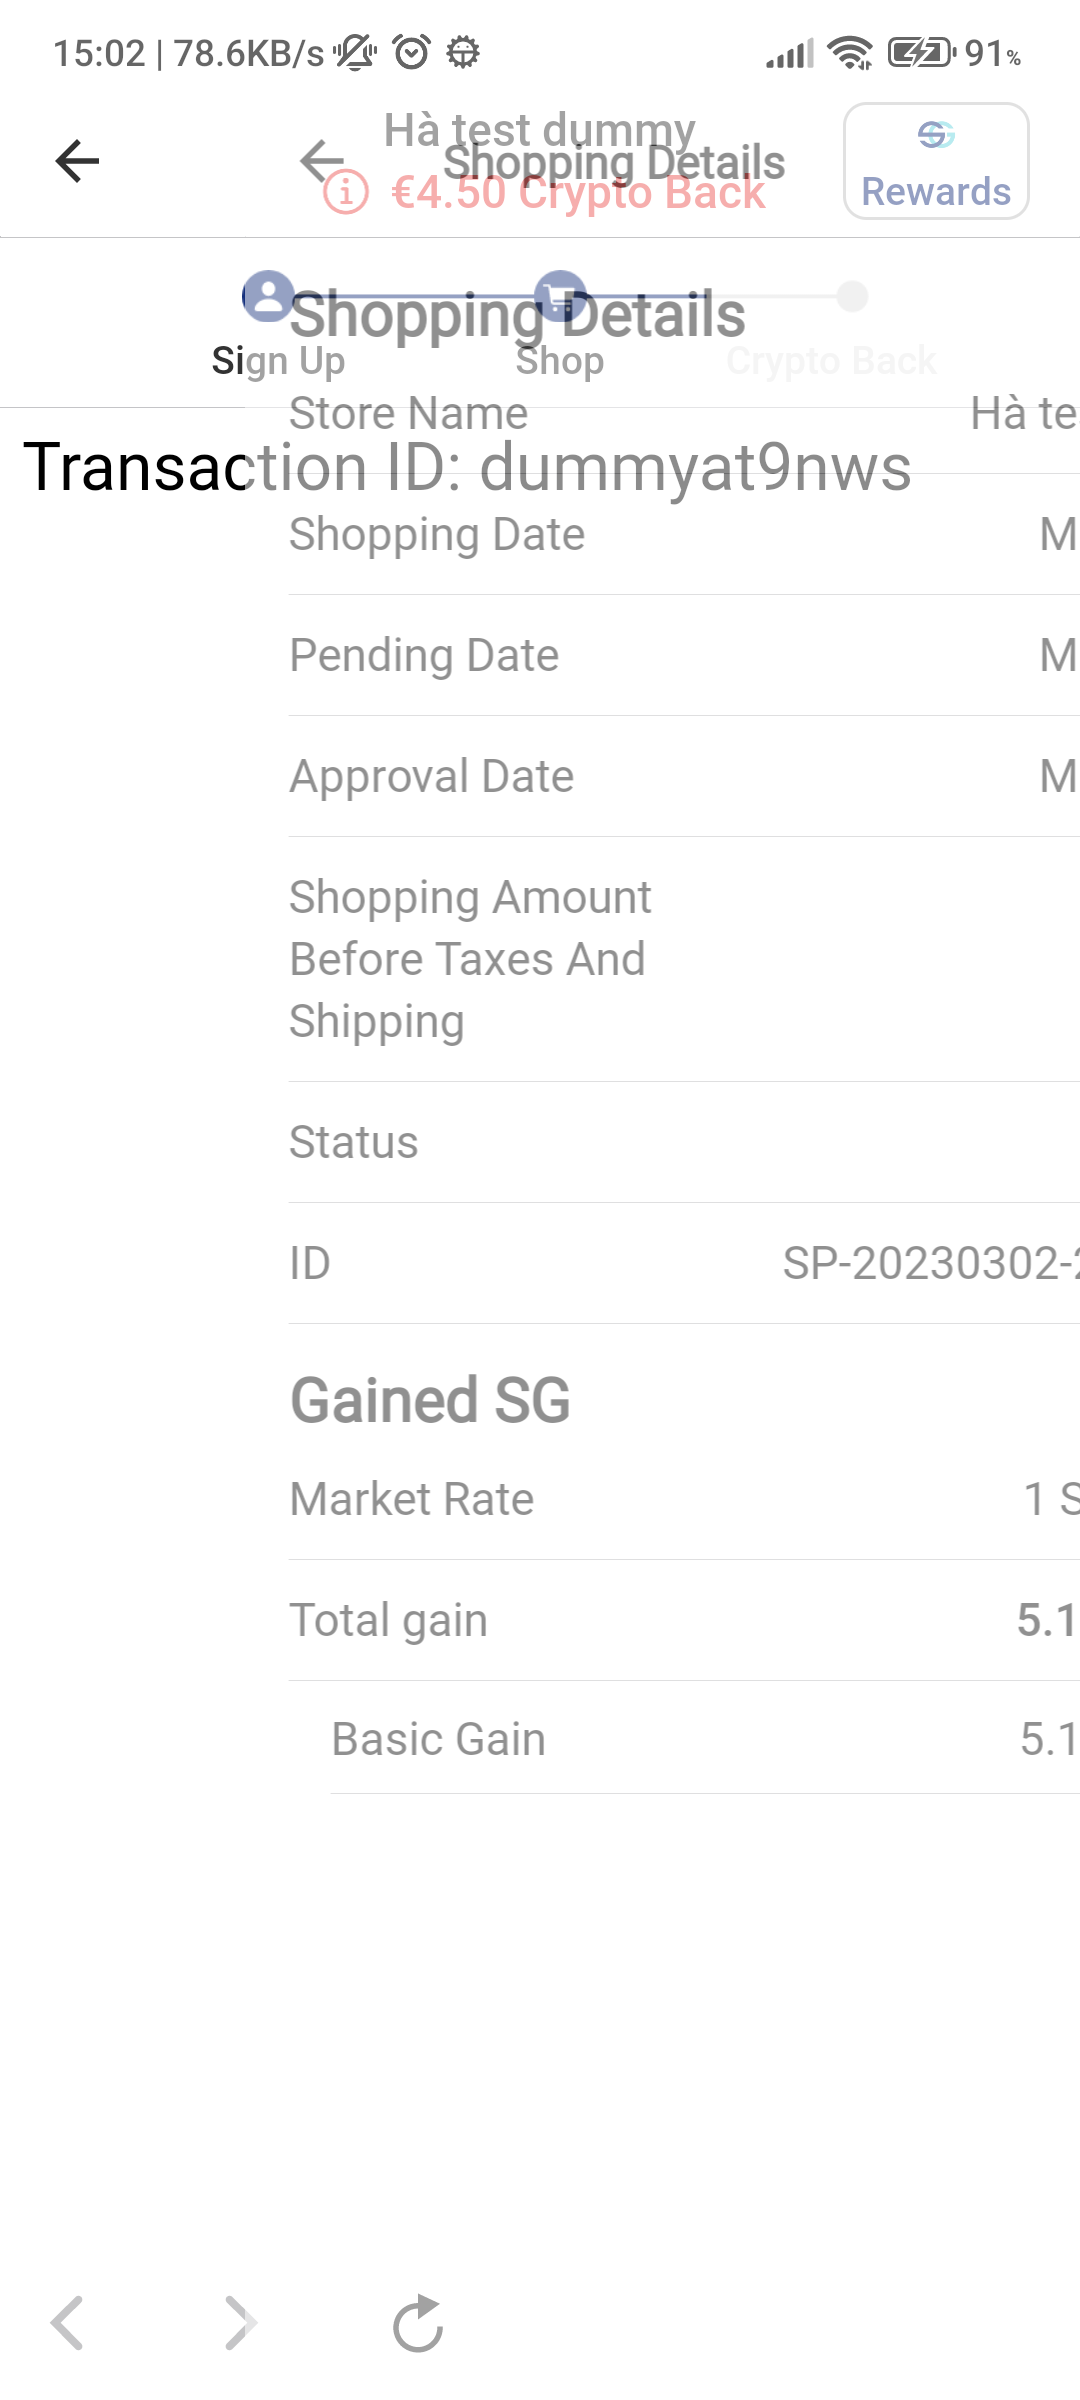 15:02 | 78.6KB/s 91%
Hà test dummy
Shopping Details
€4.50 Crypto Back
Rewards
Shopping Details
Sign Up Shop Crypto Back
Store Name Hà te
Transaction ID: dummyat9nws
Shopping Date M
Pending Date M
Approval Date M
Shopping Amount
Before Taxes And
Shipping
Status
ID SP-20230302-2
Gained SG
Market Rate 1 S
Total gain 5.1
Basic Gain 5.1